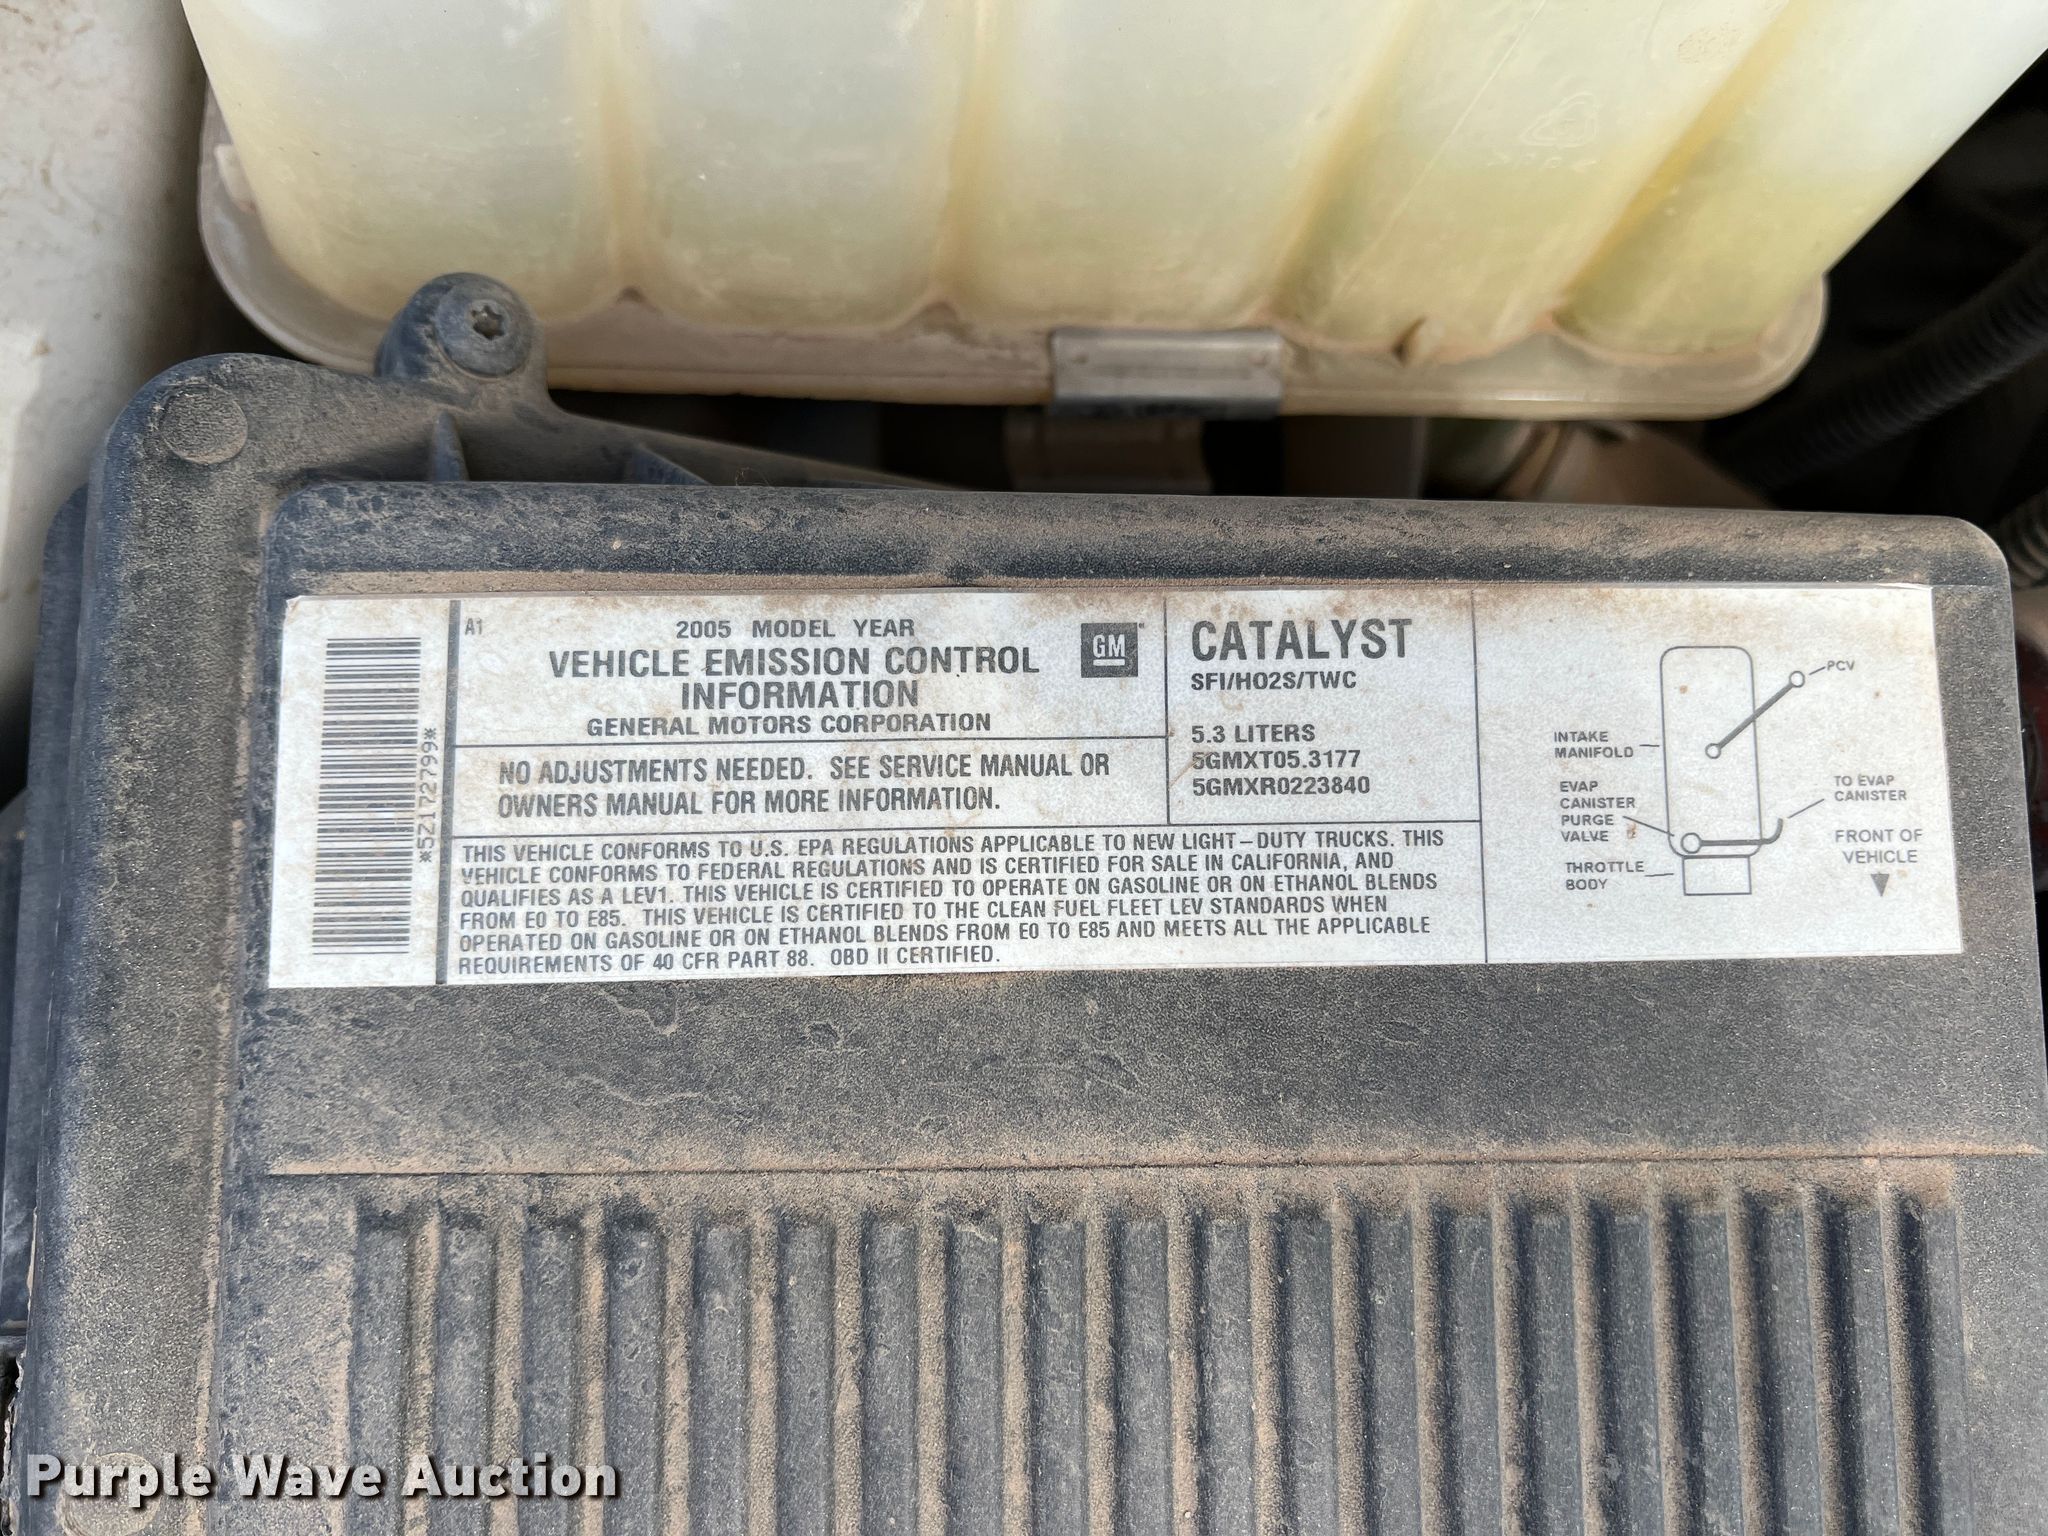 A1
2005 MODEL YEAR
VEHICLE EMISSION CONTROL
INFORMATION
GENERAL MOTORS CORPORATION
GM
NO ADJUSTMENTS NEEDED. SEE SERVICE MANUAL OR
OWNERS MANUAL FOR MORE INFORMATION.
*52172799*
CATALYST
SFI/HO2S/TWC
5.3 LITERS
5GMXT05.3177
5GMXR0223840
THIS VEHICLE CONFORMS TO U.S. EPA REGULATIONS APPLICABLE TO NEW LIGHT-DUTY TRUCKS. THIS
VEHICLE CONFORMS TO FEDERAL REGULATIONS AND IS CERTIFIED FOR SALE IN CALIFORNIA, AND
QUALIFIES AS A LEV1. THIS VEHICLE IS CERTIFIED TO OPERATE ON GASOLINE OR ON ETHANOL BLENDS
FROM E0 TO E85. THIS VEHICLE IS CERTIFIED TO THE CLEAN FUEL FLEET LEV STANDARDS WHEN
OPERATED ON GASOLINE OR ON ETHANOL BLENDS FROM E0 TO E85 AND MEETS ALL THE APPLICABLE
REQUIREMENTS OF 40 CFR PART 88. OBD II CERTIFIED.
PCV
INTAKE
MANIFOLD
EVAP
CANISTER
PURGE
VALVE
THROTTLE
BODY
TO EVAP
CANISTER
FRONT OF
VEHICLE
Purple Wave Auction